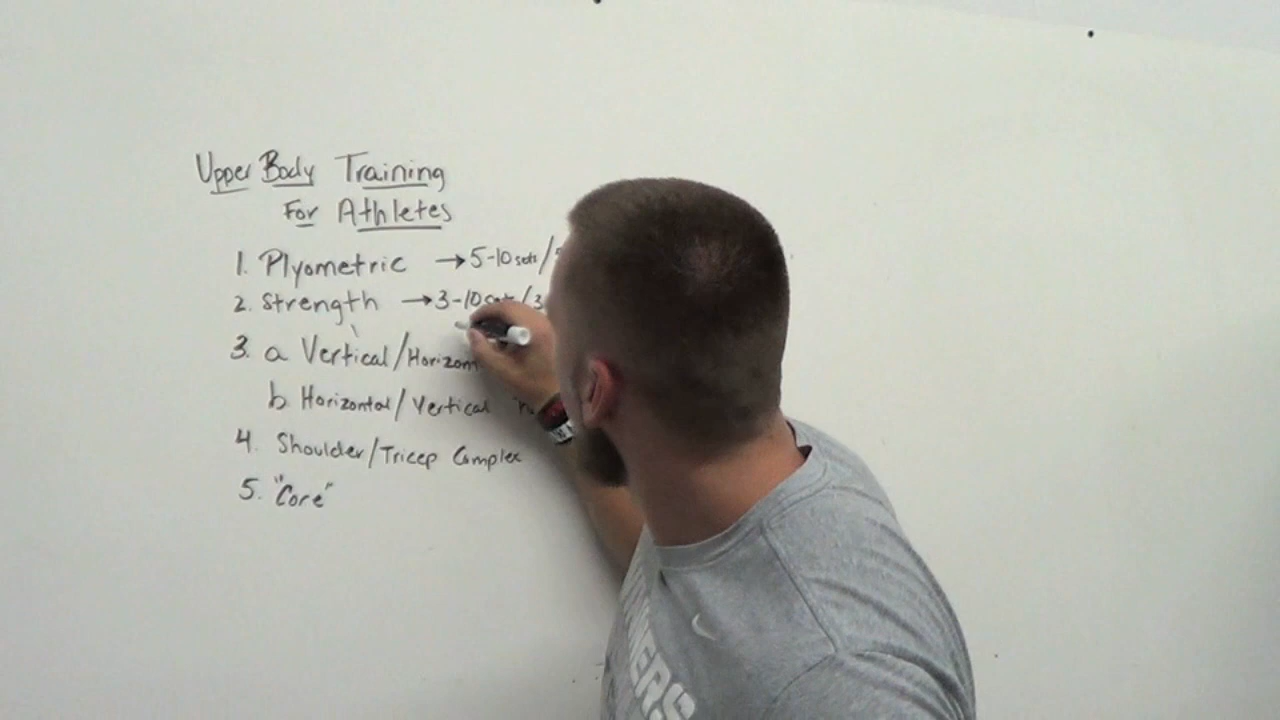 Upper Body Training
For Athletes
1. Plyometric → 5-10 sets/
2. Strength → 3-10 sets/3
3. a Vertical/Horizon
b. Horizontal/Vertical
4. Shoulder/Tricep Complex
5. "Core"